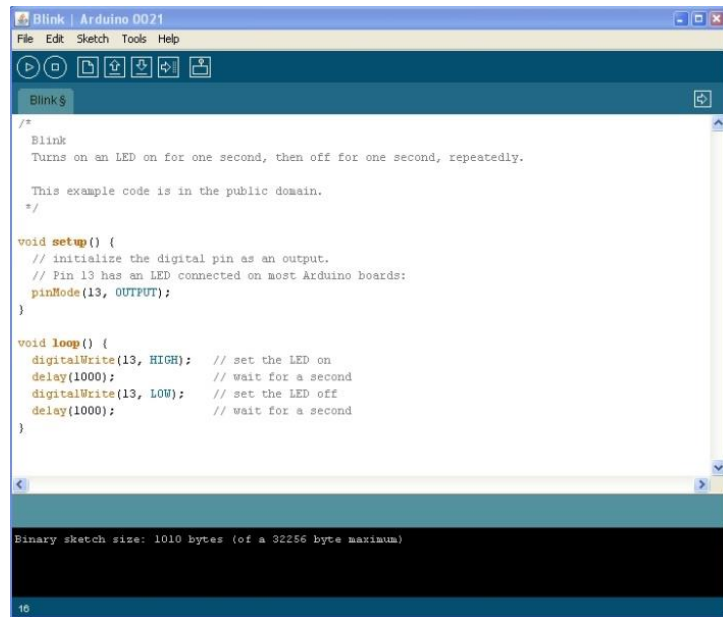 Blink | Arduino 0021
File Edit Sketch Tools Help
Blink §
/*
  Blink
  Turns on an LED on for one second, then off for one second, repeatedly.

  This example code is in the public domain.
 */

void setup() {
  // initialize the digital pin as an output.
  // Pin 13 has an LED connected on most Arduino boards:
  pinMode(13, OUTPUT);
}

void loop() {
  digitalWrite(13, HIGH);   // set the LED on
  delay(1000);              // wait for a second
  digitalWrite(13, LOW);    // set the LED off
  delay(1000);              // wait for a second
}
Binary sketch size: 1010 bytes (of a 32256 byte maximum)
16